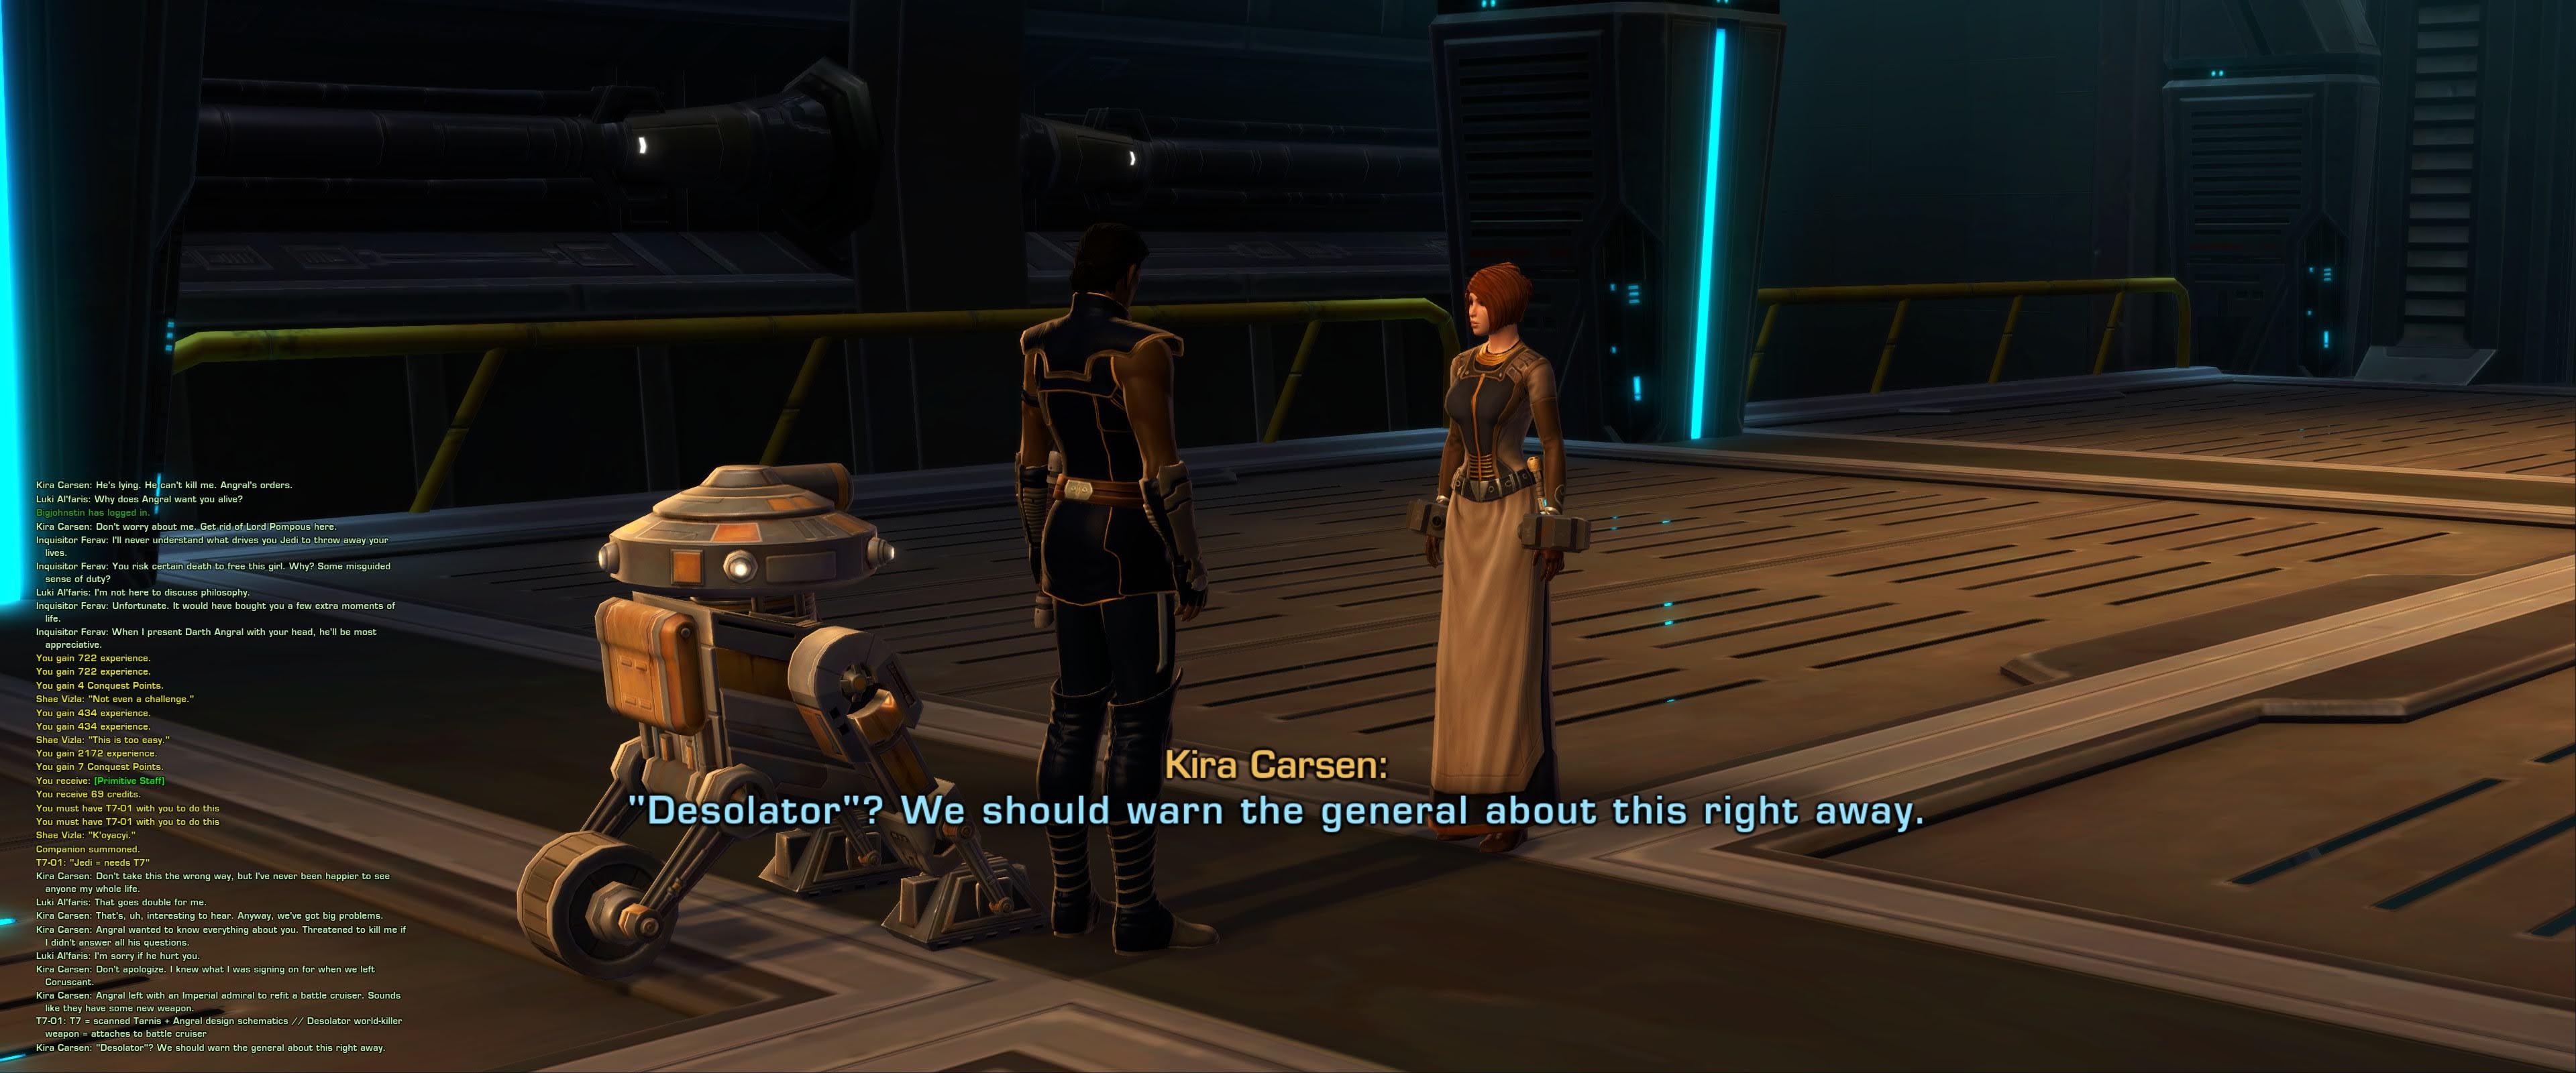 Kira Carsen: He's lying. He can't kill me. Angral's orders.
Luki Al'faris: Why does Angral want you alive?
Bigjohnstin has logged in.
Kira Carsen: Don't worry about me. Get rid of Lord Pompous here.
Inquisitor Ferav: I'll never understand what drives you Jedi to throw away your
lives.
Inquisitor Ferav: You risk certain death to free this girl. Why? Some misguided
sense of duty?
Luki Al'faris: I'm not here to discuss philosophy.
Inquisitor Ferav: Unfortunate. It would have bought you a few extra moments of
life.
Inquisitor Ferav: When I present Darth Angral with your head, he'll be most
appreciative.
You gain 722 experience.
You gain 722 experience.
You gain 4 Conquest Points.
Shae Vizla: "Not even a challenge."
You gain 434 experience.
You gain 434 experience.
Shae Vizla: "This is too easy."
You gain 2172 experience.
You gain 7 Conquest Points.
You receive: [Primitive Staff]
You receive 69 credits.
You must have T7-01 with you to do this
You must have T7-01 with you to do this
Shae Vizla: "K'oyacyi."
Companion summoned.
T7-01: "Jedi = needs T7"
Kira Carsen: Don't take this the wrong way, but I've never been happier to see
anyone my whole life.
Luki Al'faris: That goes double for me.
Kira Carsen: That's, uh, interesting to hear. Anyway, we've got big problems.
Kira Carsen: Angral wanted to know everything about you. Threatened to kill me if
I didn't answer all his questions.
Luki Al'faris: I'm sorry if he hurt you.
Kira Carsen: Don't apologize. I knew what I was signing on for when we left
Coruscant.
Kira Carsen: Angral left with an Imperial admiral to refit a battle cruiser. Sounds
like they have some new weapon.
T7-01: T7 = scanned Tarnis + Angral design schematics // Desolator world-killer
weapon = attaches to battle cruiser
Kira Carsen: "Desolator"? We should warn the general about this right away.
Kira Carsen:
"Desolator"? We should warn the general about this right away.